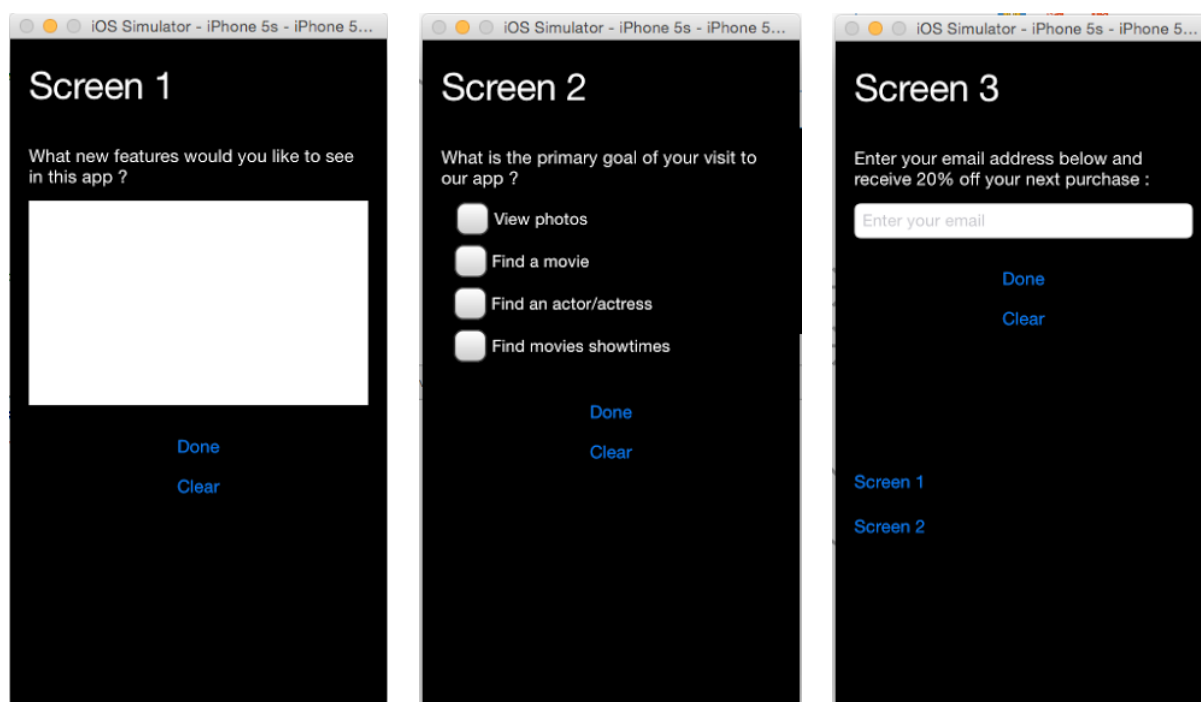 iOS Simulator - iPhone 5s - iPhone 5...
Screen 1
What new features would you like to see
in this app ?
Done
Clear
iOS Simulator - iPhone 5s - iPhone 5...
Screen 2
What is the primary goal of your visit to
our app ?
View photos
Find a movie
Find an actor/actress
Find movies showtimes
Done
Clear
iOS Simulator - iPhone 5s - iPhone 5...
Screen 3
Enter your email address below and
receive 20% off your next purchase :
Enter your email
Done
Clear
Screen 1
Screen 2